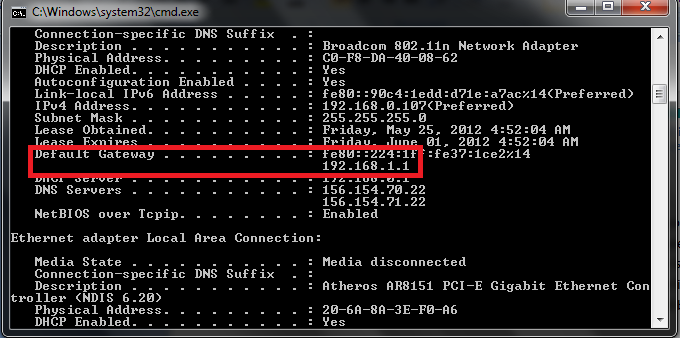 C:\Windows\system32\cmd.exe
Connection-specific DNS Suffix . :
Description . . . . . . . . . . . : Broadcom 802.11n Network Adapter
Physical Address. . . . . . . . . : C0-F8-DA-40-08-62
DHCP Enabled. . . . . . . . . . . : Yes
Autoconfiguration Enabled . . . . : Yes
Link-local IPv6 Address . . . . . : fe80::90c4:1edd:d71e:a7ac%14(Preferred)
IPv4 Address. . . . . . . . . . . : 192.168.0.107(Preferred)
Subnet Mask . . . . . . . . . . . : 255.255.255.0
Lease Obtained. . . . . . . . . . : Friday, May 25, 2012 4:52:04 AM
Lease Expires . . . . . . . . . . : Friday, June 01, 2012 4:52:04 AM
Default Gateway . . . . . . . . . : fe80::224:1ff:fe37:1ce2%14
192.168.1.1
DHCP Server . . . . . . . . . . . : 192.168.0.1
DNS Servers . . . . . . . . . . . : 156.154.70.22
156.154.71.22
NetBIOS over Tcpip. . . . . . . . : Enabled
Ethernet adapter Local Area Connection:
Media State . . . . . . . . . . . : Media disconnected
Connection-specific DNS Suffix . :
Description . . . . . . . . . . . : Atheros AR8151 PCI-E Gigabit Ethernet Con
troller (NDIS 6.20)
Physical Address. . . . . . . . . : 20-6A-8A-3E-F0-A6
DHCP Enabled. . . . . . . . . . . : Yes